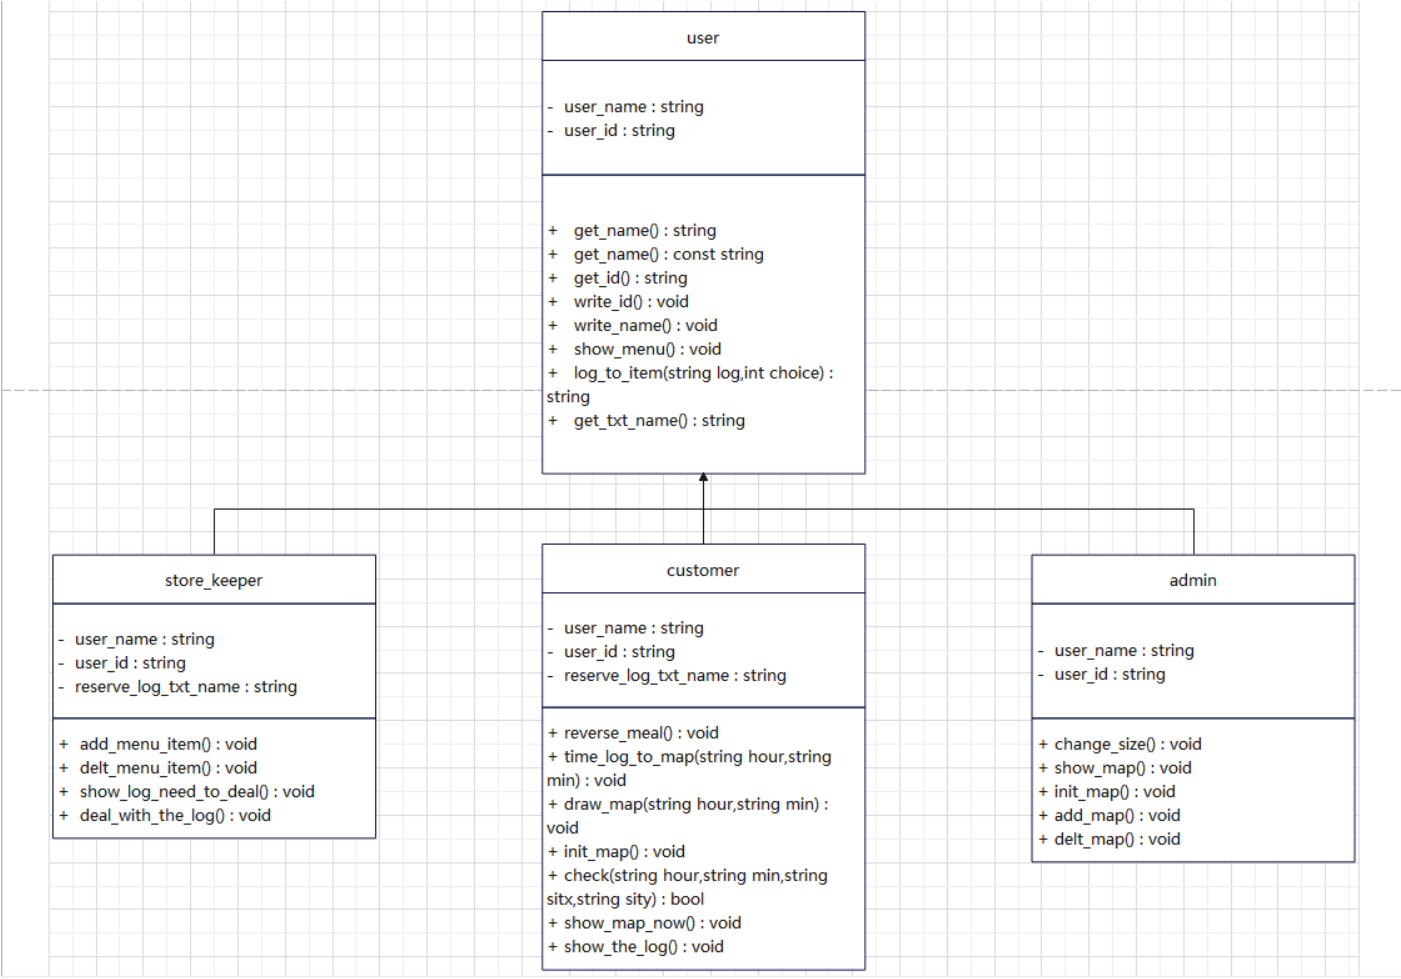 user
- user_name : string
- user_id : string
+ get_name() : string
+ get_name() : const string
+ get_id() : string
+ write_id() : void
+ write_name() : void
+ show_menu() : void
+ log_to_item(string log,int choice) :
string
+ get_txt_name() : string
store_keeper
- user_name : string
- user_id : string
- reserve_log_txt_name : string
+ add_menu_item() : void
+ delt_menu_item() : void
+ show_log_need_to_deal() : void
+ deal_with_the_log() : void
customer
- user_name : string
- user_id : string
- reserve_log_txt_name : string
+ reverse_meal() : void
+ time_log_to_map(string hour,string
min) : void
+ draw_map(string hour,string min) :
void
+ init_map() : void
+ check(string hour,string min,string
sitx,string sity) : bool
+ show_map_now() : void
+ show_the_log() : void
admin
- user_name : string
- user_id : string
+ change_size() : void
+ show_map() : void
+ init_map() : void
+ add_map() : void
+ delt_map() : void